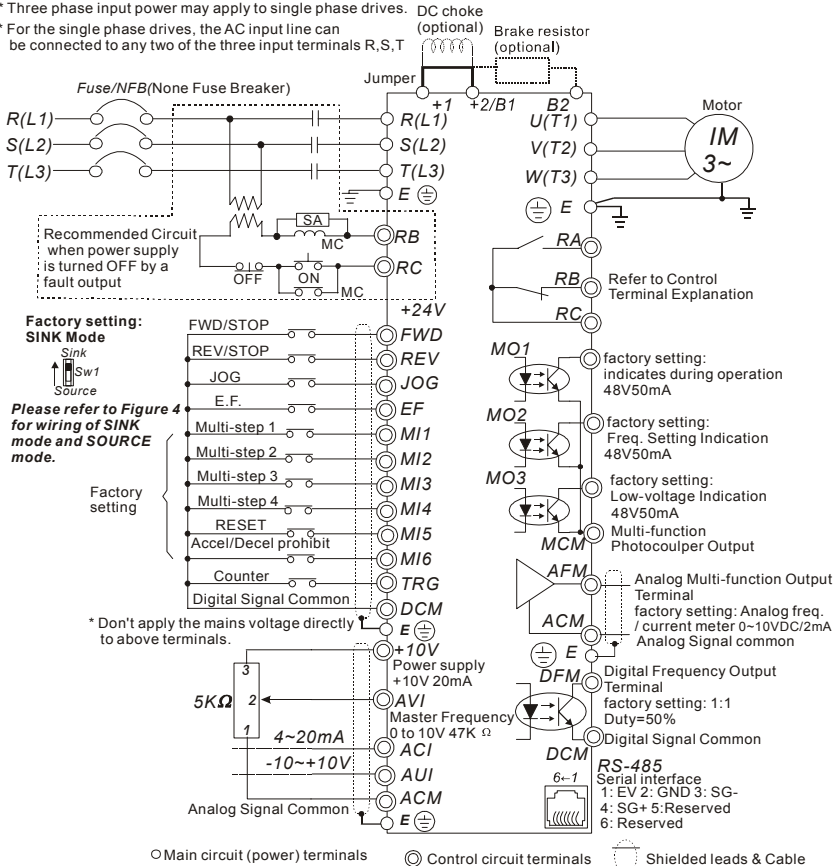 * Three phase input power may apply to single phase drives.
* For the single phase drives, the AC input line can
be connected to any two of the three input terminals R,S,T
DC choke
(optional)
Brake resistor
(optional)
Jumper
Fuse/NFB(None Fuse Breaker)
+1
+2/B1
B2
Motor
R(L1)
R(L1)
U(T1)
S(L2)
S(L2)
V(T2)
IM
3~
T(L3)
T(L3)
W(T3)
E
E
Recommended Circuit
when power supply
is turned OFF by a
fault output
SA
MC
RB
OFF
ON
MC
RC
RA
RB
RC
Refer to Control
Terminal Explanation
+24V
Factory setting:
SINK Mode
Sink
Sw1
Source
Please refer to Figure 4
for wiring of SINK
mode and SOURCE
mode.
FWD/STOP
FWD
REV/STOP
REV
JOG
JOG
E.F.
EF
Multi-step 1
MI1
Multi-step 2
MI2
Multi-step 3
MI3
Multi-step 4
MI4
RESET
MI5
Accel/Decel prohibit
MI6
Counter
TRG
Digital Signal Common
DCM
Factory
setting
* Don't apply the mains voltage directly
to above terminals.
E
MO1
factory setting:
indicates during operation
48V50mA
MO2
factory setting:
Freq. Setting Indication
48V50mA
MO3
factory setting:
Low-voltage Indication
48V50mA
MCM
Multi-function
Photocoulper Output
AFM
Analog Multi-function Output
Terminal
factory setting: Analog freq.
/ current meter 0~10VDC/2mA
ACM
Analog Signal common
E
+10V
Power supply
+10V 20mA
3
5KΩ
2
1
AVI
Master Frequency
0 to 10V 47K Ω
4~20mA
ACI
-10~+10V
AUI
Analog Signal Common
ACM
E
DFM
Digital Frequency Output
Terminal
factory setting: 1:1
Duty=50%
DCM
Digital Signal Common
RS-485
Serial interface
6←1
1: EV 2: GND 3: SG-
4: SG+ 5:Reserved
6: Reserved
Main circuit (power) terminals
Control circuit terminals
Shielded leads & Cable